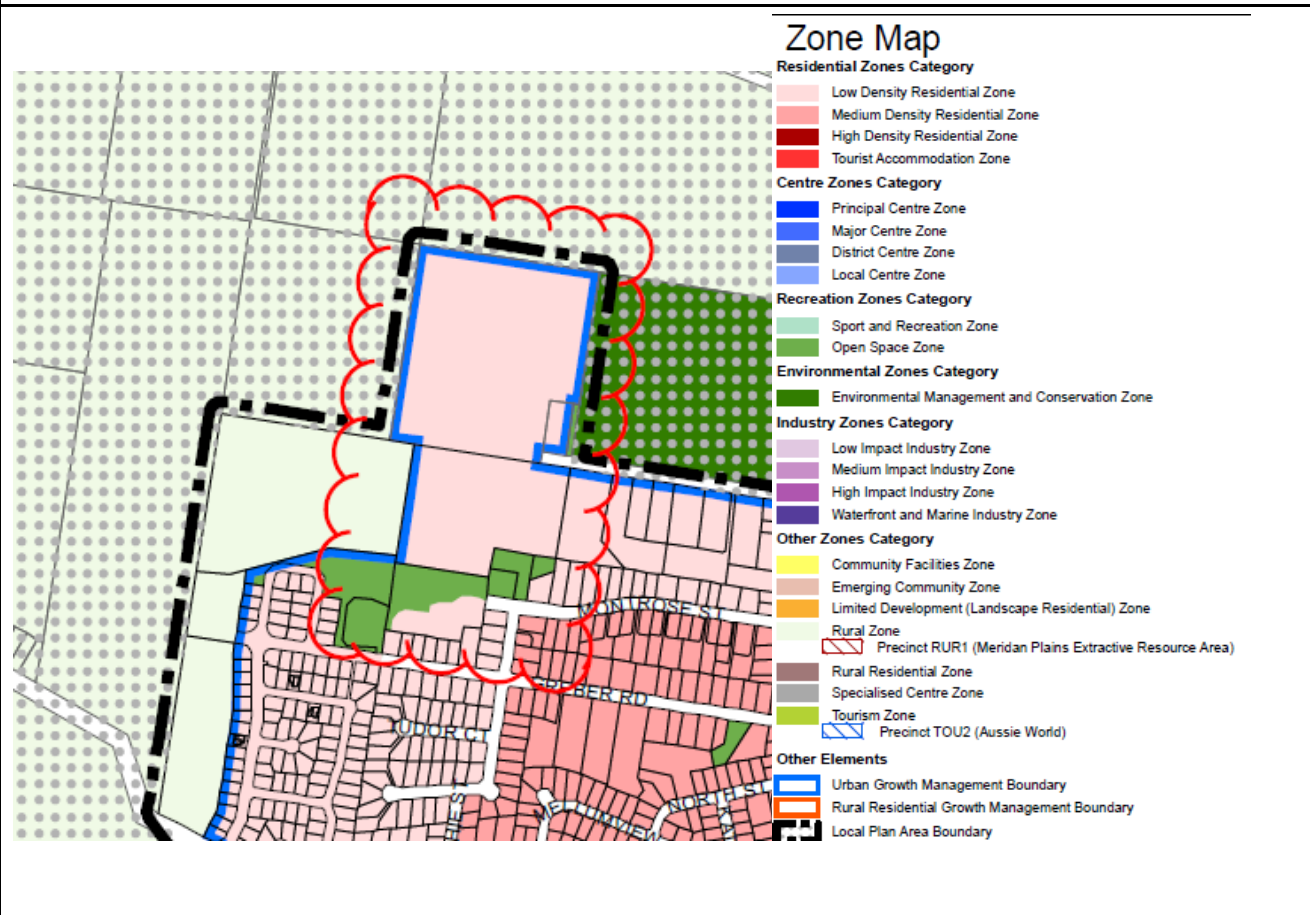 Zone Map
Residential Zones Category
Low Density Residential Zone
Medium Density Residential Zone
High Density Residential Zone
Tourist Accommodation Zone
Centre Zones Category
Principal Centre Zone
Major Centre Zone
District Centre Zone
Local Centre Zone
Recreation Zones Category
Sport and Recreation Zone
Open Space Zone
Environmental Zones Category
Environmental Management and Conservation Zone
Industry Zones Category
Low Impact Industry Zone
Medium Impact Industry Zone
High Impact Industry Zone
Waterfront and Marine Industry Zone
Other Zones Category
Community Facilities Zone
Emerging Community Zone
Limited Development (Landscape Residential) Zone
Rural Zone
Precinct RUR1 (Meridan Plains Extractive Resource Area)
Rural Residential Zone
Specialised Centre Zone
Tourism Zone
Precinct TOU2 (Aussie World)
Other Elements
Urban Growth Management Boundary
Rural Residential Growth Management Boundary
Local Plan Area Boundary
MONTROSE ST
RD
TUDOR CT
NORTH ST